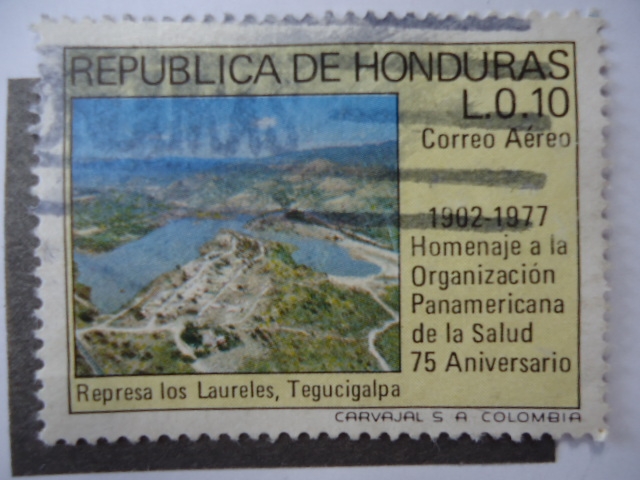 REPUBLICA DE HONDURAS
L.0.10
Correo Aéreo
1902-1977
Homenaje a la
Organización
Panamericana
de la Salud
75 Aniversario
Represa los Laureles, Tegucigalpa
CARVAJAL S A COLOMBIA